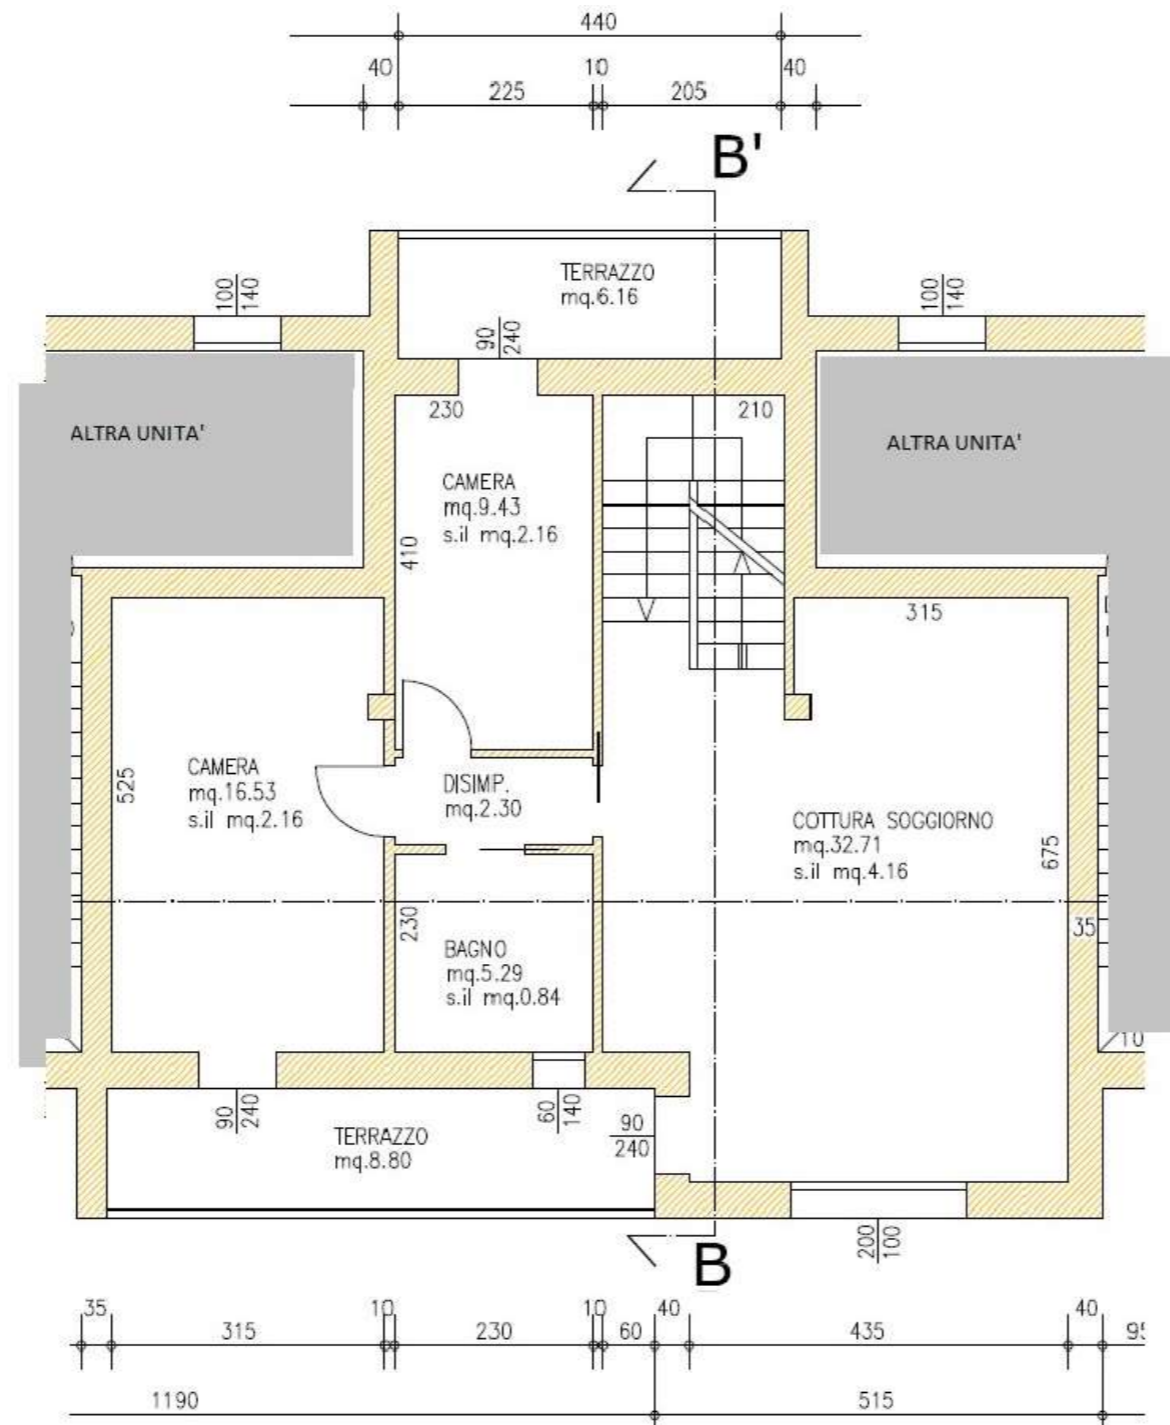 440
40
10
40
225
205
B'
TERRAZZO
mq.6.16
100
140
100
140
90
240
230
210
ALTRA UNITA'
ALTRA UNITA'
CAMERA
mq.9.43
s.il mq.2.16
410
315
CAMERA
mq.16.53
s.il mq.2.16
525
DISIMP.
mq.2.30
COTTURA SOGGIORNO
mq.32.71
s.il mq.4.16
675
35
230
BAGNO
mq.5.29
s.il mq.0.84
10
90
240
60
140
90
240
TERRAZZO
mq.8.80
200
100
B
35
10
10
40
40
315
230
60
435
95
1190
515